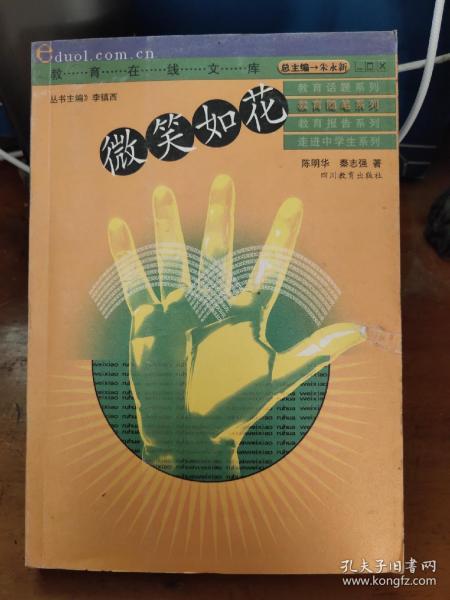 eduol.com.cn
教……育……在……线……文……库
总主编→朱永新
丛书主编》李镇西
教育话题系列
教育随笔系列
教育报告系列
走进中学生系列
微笑如花
陈明华 秦志强 著
四川教育出版社
weixiao ruhua
孔夫子旧书网
www.kongfz.com